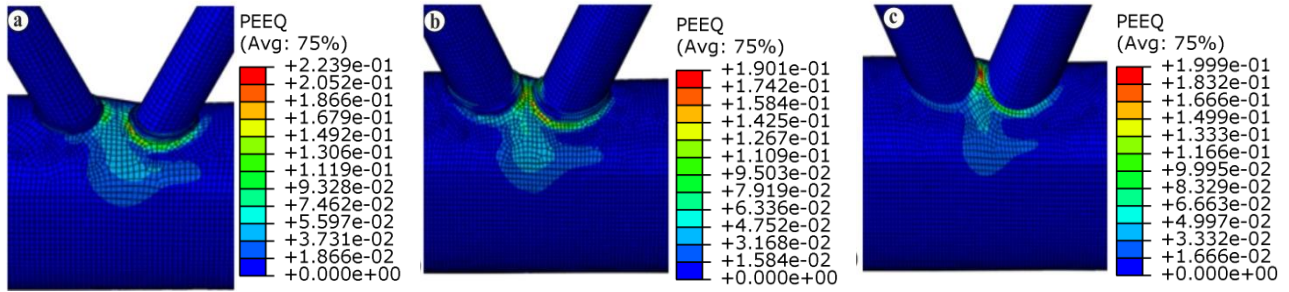 a
PEEQ
(Avg: 75%)
+2.239e-01
+2.052e-01
+1.866e-01
+1.679e-01
+1.492e-01
+1.306e-01
+1.119e-01
+9.328e-02
+7.462e-02
+5.597e-02
+3.731e-02
+1.866e-02
+0.000e+00
b
PEEQ
(Avg: 75%)
+1.901e-01
+1.742e-01
+1.584e-01
+1.425e-01
+1.267e-01
+1.109e-01
+9.503e-02
+7.919e-02
+6.336e-02
+4.752e-02
+3.168e-02
+1.584e-02
+0.000e+00
c
PEEQ
(Avg: 75%)
+1.999e-01
+1.832e-01
+1.666e-01
+1.499e-01
+1.333e-01
+1.166e-01
+9.995e-02
+8.329e-02
+6.663e-02
+4.997e-02
+3.332e-02
+1.666e-02
+0.000e+00